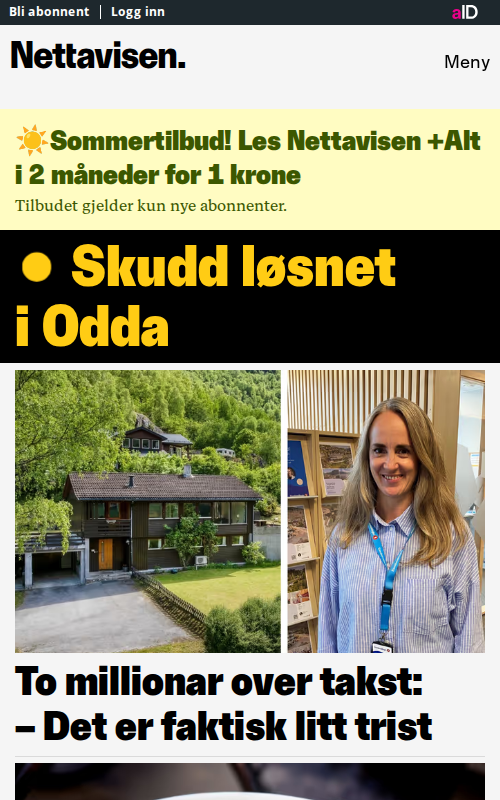 Bli abonnent
Logg inn
aID
Nettavisen.
Meny
Sommertilbud! Les Nettavisen +Alt
i 2 måneder for 1 krone
Tilbudet gjelder kun nye abonnenter.
Skudd løsnet
i Odda
To millionar over takst:
– Det er faktisk litt trist